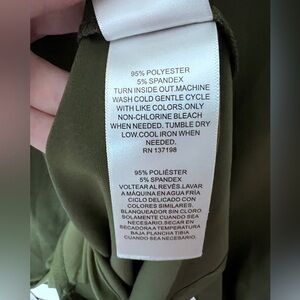 95% POLYESTER
5% SPANDEX
TURN INSIDE OUT.MACHINE
WASH COLD GENTLE CYCLE
WITH LIKE COLORS.ONLY
NON-CHLORINE BLEACH
WHEN NEEDED. TUMBLE DRY
LOW.COOL IRON WHEN
NEEDED.
RN 137198
95% POLIÉSTER
5% SPANDEX
VOLTEAR AL REVÉS.LAVAR
A MÁQUINA EN AGUA FRÍA
CICLO DELICADO CON
COLORES SIMILARES.
BLANQUEADOR SIN CLORO
SOLAMENTE CUANDO SEA
NECESARIO.SECAR EN
SECADORA A TEMPERATURA
BAJA PLANCHA TIBIA
CUANDO SEA NECESARIO.